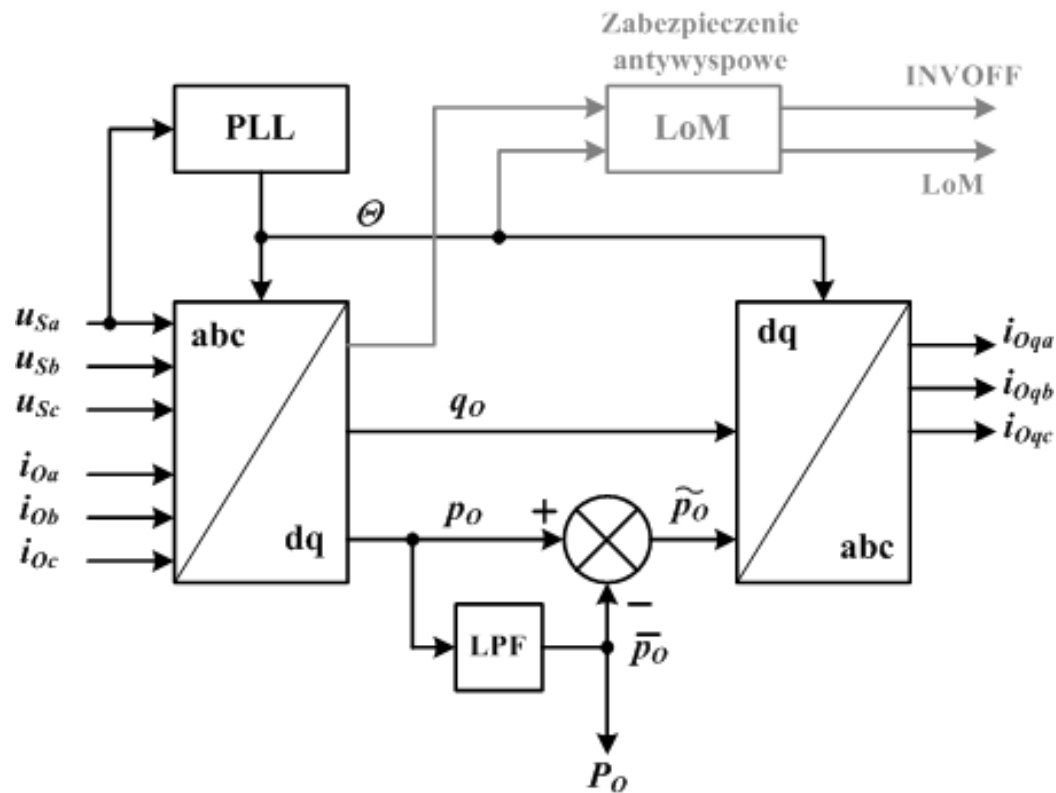 Zabezpieczenie
antywyspowe
INVOFF
PLL
LoM
LoM
Θ
uSa
uSb
uSc
iOa
iOb
iOc
abc
dq
qO
pO
+
p̃O
−
p̄O
LPF
PO
dq
abc
iOqa
iOqb
iOqc